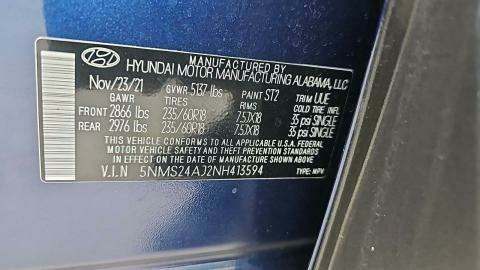 MANUFACTURED BY
HYUNDAI MOTOR MANUFACTURING ALABAMA, LLC
Nov/23/21 GVWR 5137 lbs PAINT ST2 TRIM UUE
GAWR TIRES RIMS COLD TIRE INFL
FRONT 2866 lbs 235/60R18 7.5JX18 35 psi SINGLE
REAR 2976 lbs 235/60R18 7.5JX18 35 psi SINGLE
THIS VEHICLE CONFORMS TO ALL APPLICABLE U.S.A. FEDERAL
MOTOR VEHICLE SAFETY AND THEFT PREVENTION STANDARDS
IN EFFECT ON THE DATE OF MANUFACTURE SHOWN ABOVE.
V.I.N 5NMS24AJ2NH413594 TYPE: MPV